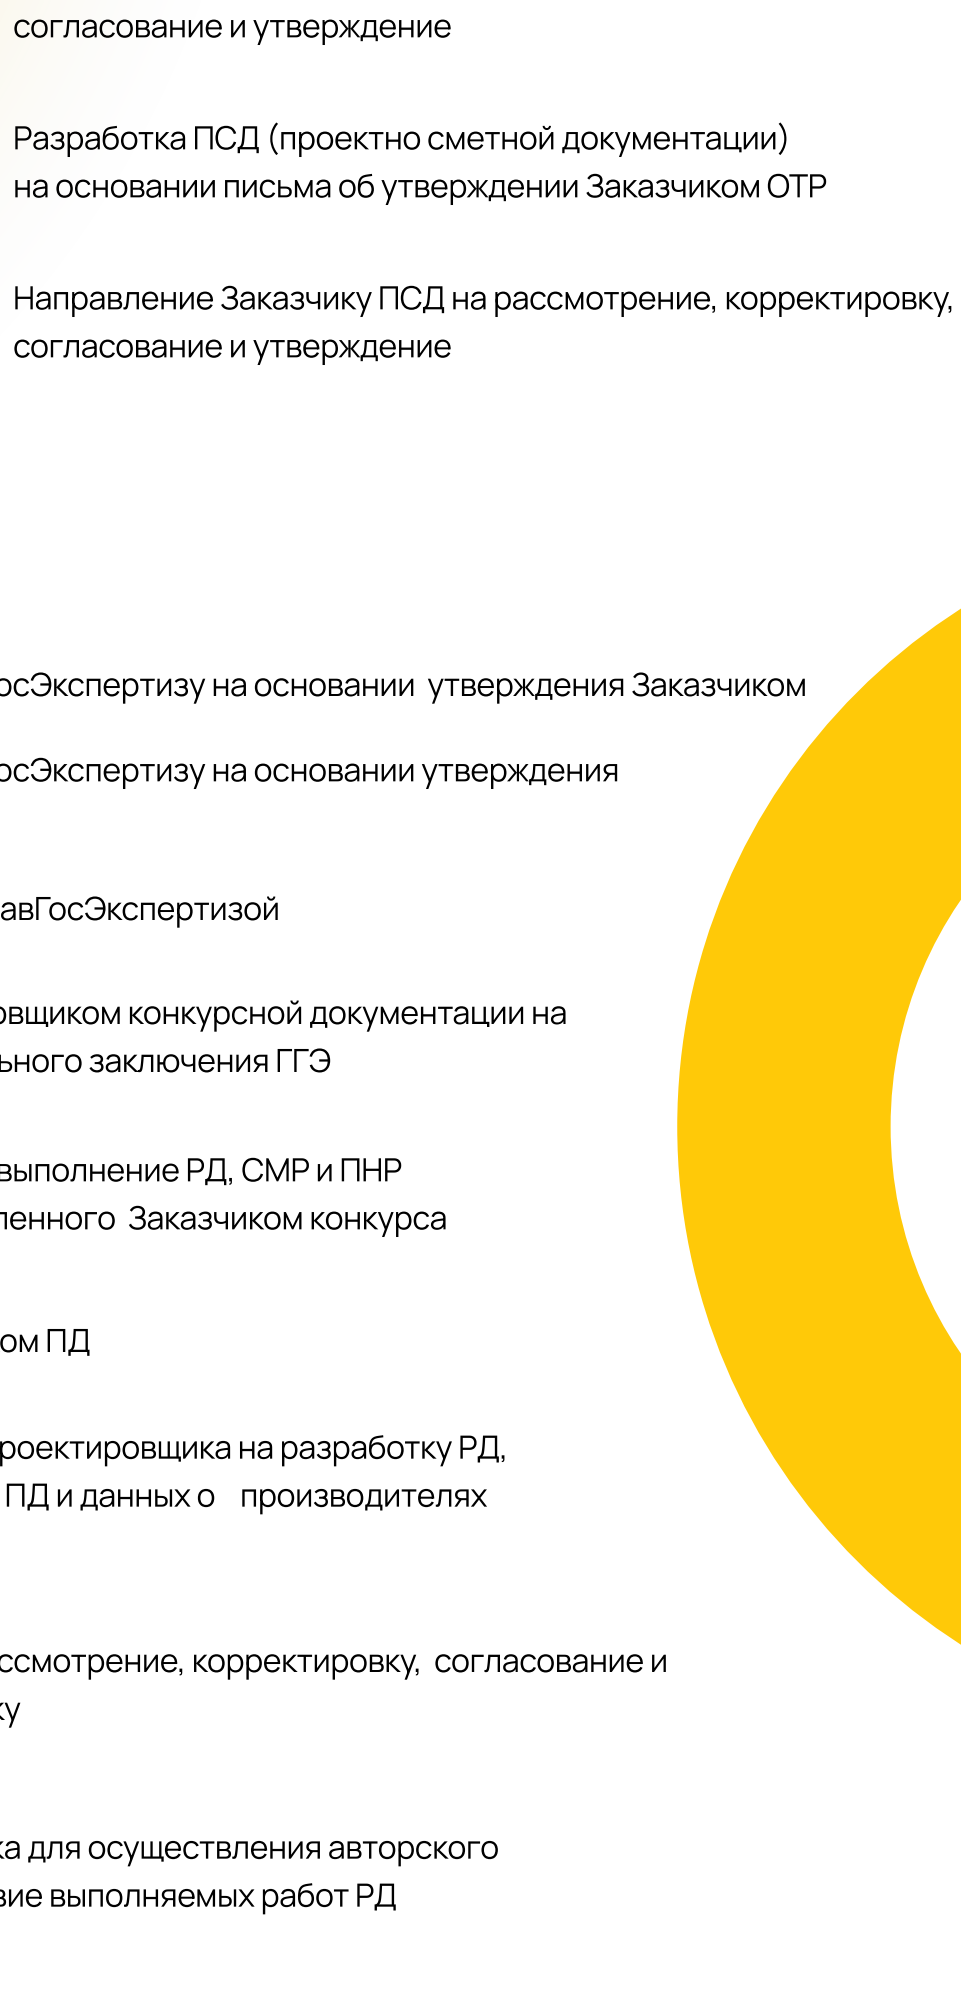 согласование и утверждение
Разработка ПСД (проектно сметной документации)
на основании письма об утверждении Заказчиком ОТР
Направление Заказчику ПСД на рассмотрение, корректировку,
согласование и утверждение
осЭкспертизу на основании утверждения Заказчиком
осЭкспертизу на основании утверждения
авГосЭкспертизой
овщиком конкурсной документации на
ьного заключения ГГЭ
выполнение РД, СМР и ПНР
ленного Заказчиком конкурса
ом ПД
роектировщика на разработку РД,
ПД и данных о производителях
ссмотрение, корректировку, согласование и
ку
ка для осуществления авторского
вие выполняемых работ РД